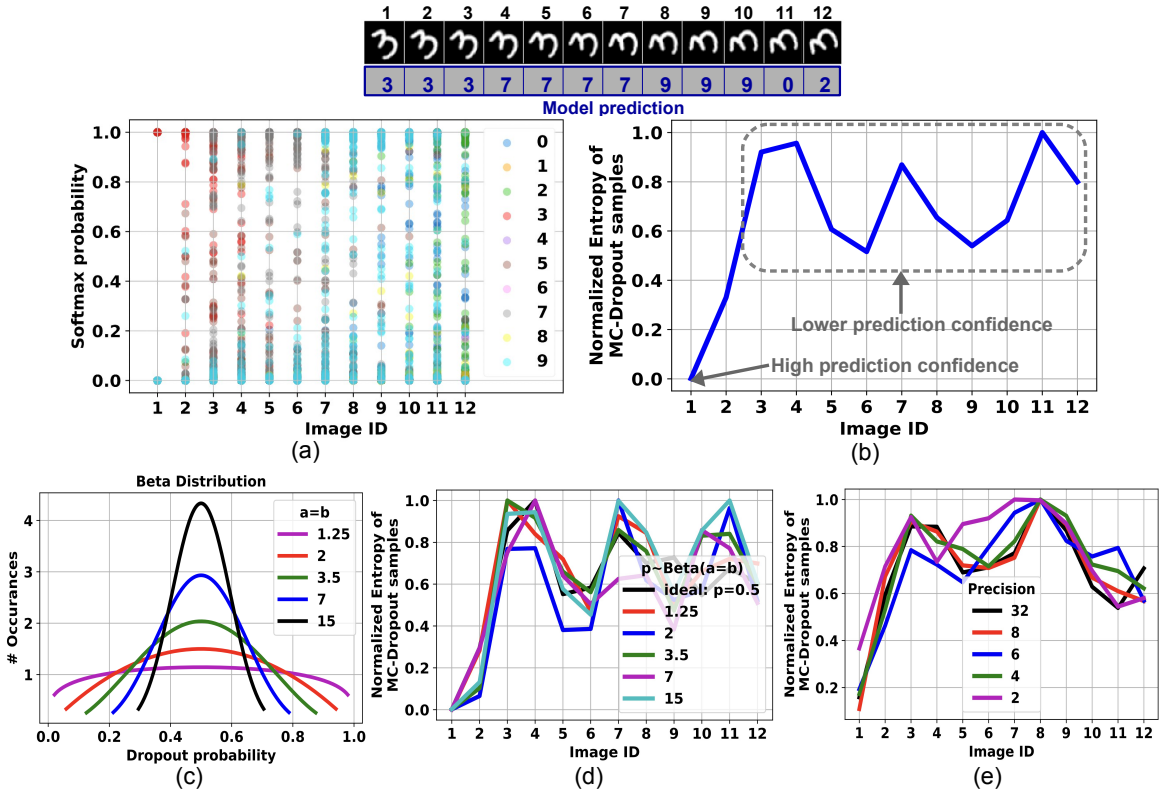 1 2 3 4 5 6 7 8 9 10 11 12
3 3 3 7 7 7 7 9 9 9 0 2
Model prediction
Softmax probability
1.0
0.8
0.6
0.4
0.2
0.0
1 2 3 4 5 6 7 8 9 10 11 12
Image ID
0
1
2
3
4
5
6
7
8
9
(a)
Normalized Entropy of
MC-Dropout samples
1.0
0.8
0.6
0.4
0.2
0.0
Lower prediction confidence
High prediction confidence
1 2 3 4 5 6 7 8 9 10 11 12
Image ID
(b)
Beta Distribution
# Occurances
4
3
2
1
a=b
1.25
2
3.5
7
15
0.0 0.2 0.4 0.6 0.8 1.0
Dropout probability
(c)
Normalized Entropy of
MC-Dropout samples
1.0
0.8
0.6
0.4
0.2
0.0
p~Beta(a=b)
ideal: p=0.5
1.25
2
3.5
7
15
1 2 3 4 5 6 7 8 9 10 11 12
Image ID
(d)
Normalized Entropy of
MC-Dropout samples
1.0
0.8
0.6
0.4
0.2
Precision
32
8
6
4
2
1 2 3 4 5 6 7 8 9 10 11 12
Image ID
(e)